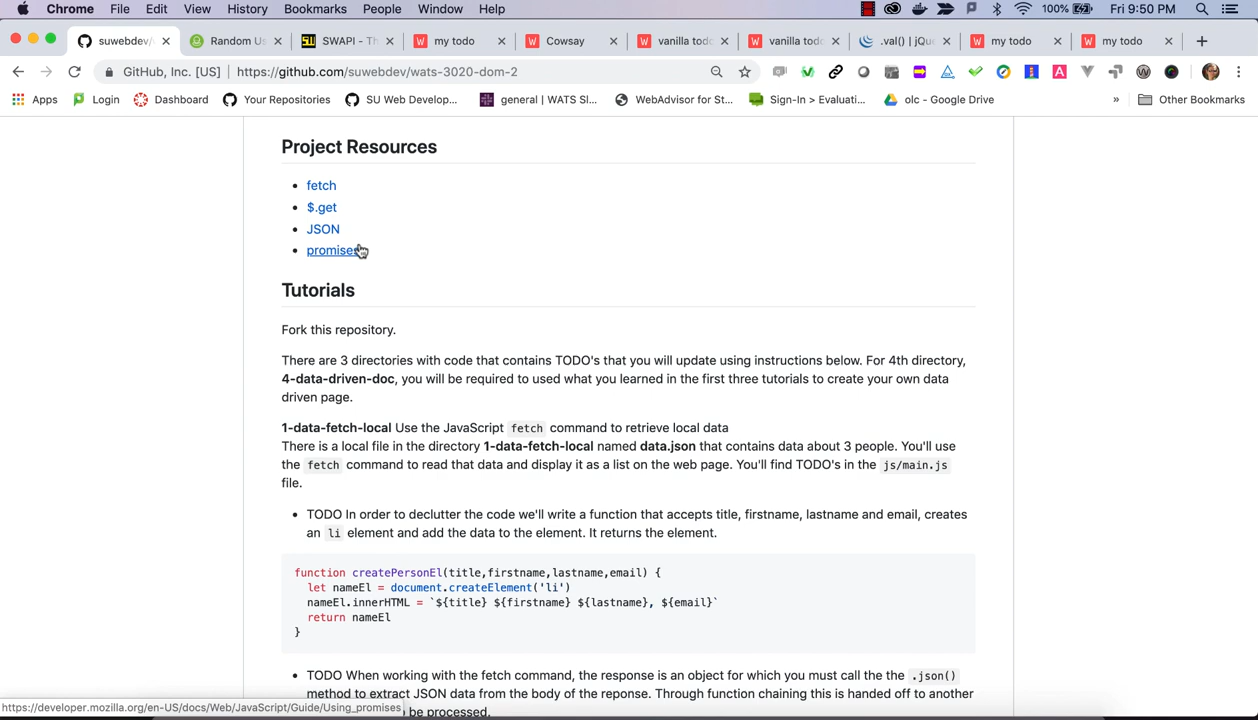 Chrome File Edit View History Bookmarks People Window Help 100% Fri 9:50 PM
suwebdev/ Random Us SWAPI - Th my todo Cowsay vanilla todo vanilla todo .val() | jQue my todo my todo
GitHub, Inc. [US] https://github.com/suwebdev/wats-3020-dom-2
Apps Login Dashboard Your Repositories SU Web Develop... general | WATS Sl... WebAdvisor for St... Sign-In > Evaluati... olc - Google Drive » Other Bookmarks
Project Resources
• fetch
• $.get
• JSON
• promises
Tutorials
Fork this repository.
There are 3 directories with code that contains TODO's that you will update using instructions below. For 4th directory,
4-data-driven-doc, you will be required to used what you learned in the first three tutorials to create your own data
driven page.
1-data-fetch-local Use the JavaScript fetch command to retrieve local data
There is a local file in the directory 1-data-fetch-local named data.json that contains data about 3 people. You'll use
the fetch command to read that data and display it as a list on the web page. You'll find TODO's in the js/main.js
file.
• TODO In order to declutter the code we'll write a function that accepts title, firstname, lastname and email, creates
an li element and add the data to the element. It returns the element.
function createPersonEl(title,firstname,lastname,email) {
let nameEl = document.createElement('li')
nameEl.innerHTML = `${title} ${firstname} ${lastname}, ${email}`
return nameEl
}
• TODO When working with the fetch command, the response is an object for which you must call the the .json()
method to extract JSON data from the body of the reponse. Through function chaining this is handed off to another
to be processed.
https://developer.mozilla.org/en-US/docs/Web/JavaScript/Guide/Using_promises